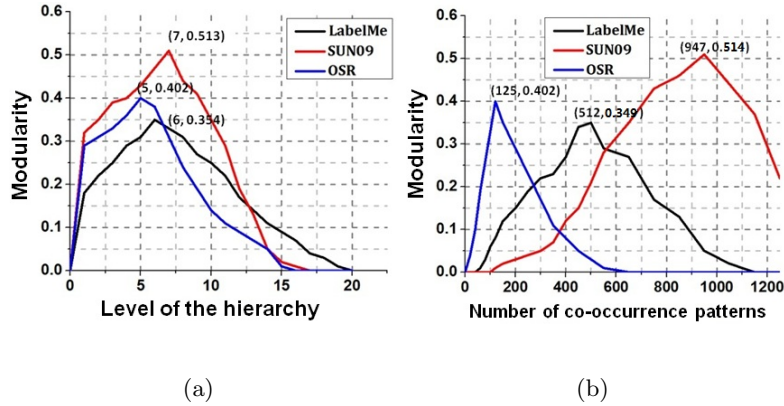 0.6
0.5
0.4
0.3
0.2
0.1
0.0
Modularity
(7, 0.513)
(5, 0.402)
(6, 0.354)
LabelMe
SUN09
OSR
0 5 10 15 20
Level of the hierarchy
(a)
0.6
0.5
0.4
0.3
0.2
0.1
0.0
Modularity
LabelMe
SUN09
OSR
(947, 0.514)
(125, 0.402)
(512,0.349)
0 200 400 600 800 1000 1200
Number of co-occurrence patterns
(b)